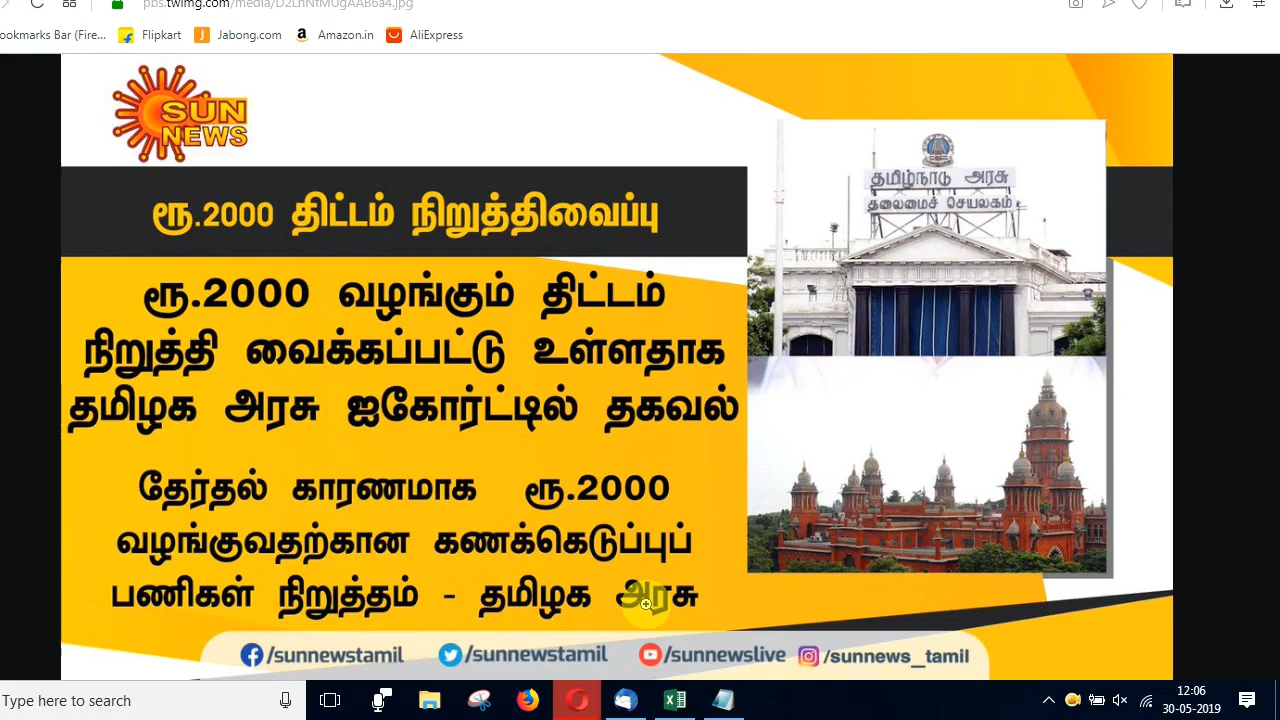 pbs.twimg.com/media/D2LhNfMUgAAB6a4.jpg
ookmarks Bar (Fire... Flipkart Jabong.com Amazon.in AliExpress
SUN
NEWS
ரூ.2000 திட்டம் நிறுத்திவைப்பு
தமிழ்நாடு அரசு
தலைமைச் செயலகம்
ரூ.2000 வழங்கும் திட்டம்
நிறுத்தி வைக்கப்பட்டு உள்ளதாக
தமிழக அரசு ஐகோர்ட்டில் தகவல்
தேர்தல் காரணமாக ரூ.2000
வழங்குவதற்கான கணக்கெடுப்புப்
பணிகள் நிறுத்தம் - தமிழக அரசு
/sunnewstamil /sunnewstamil /sunnewslive /sunnews_tamil
Type here to search
12:06
30-05-2019